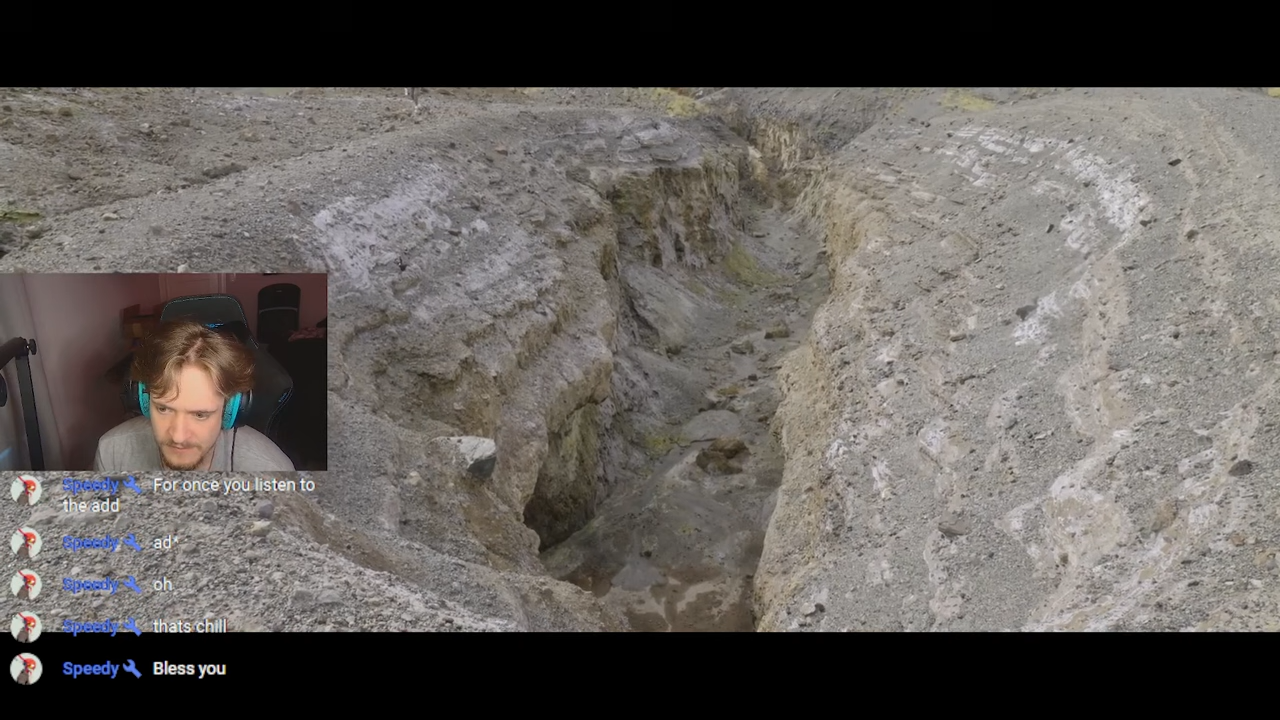 Speedy For once you listen to
the add
Speedy ad*
Speedy oh
Speedy thats chill
Speedy Bless you